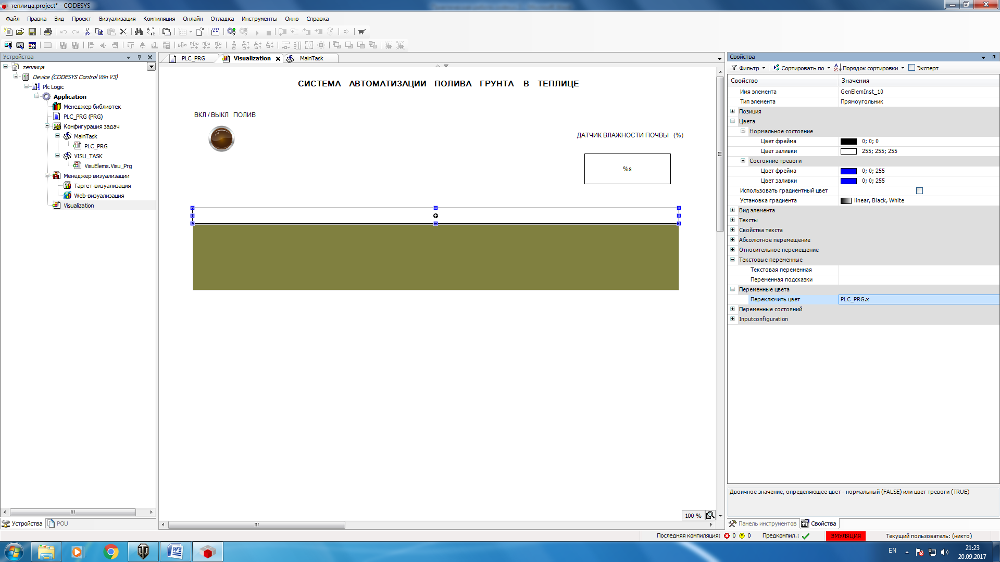 теплица.project* - CODESYS
Файл Правка Вид Проект Визуализация Компиляция Онлайн Отладка Инструменты Окно Справка
Устройства
теплица
Device (CODESYS Control Win V3)
Plc Logic
Application
Менеджер библиотек
PLC_PRG (PRG)
Конфигурация задач
MainTask
PLC_PRG
VISU_TASK
VisuElems.Visu_Prg
Менеджер визуализации
Таргет-визуализация
Web-визуализация
Visualization
Устройства POU
PLC_PRG Visualization MainTask
СИСТЕМА АВТОМАТИЗАЦИИ ПОЛИВА ГРУНТА В ТЕПЛИЦЕ
ВКЛ / ВЫКЛ ПОЛИВ
ДАТЧИК ВЛАЖНОСТИ ПОЧВЫ (%)
%s
100 %
Свойства
Фильтр Сортировать по Порядок сортировки Эксперт
Свойство Значения
Имя элемента GenElemInst_10
Тип элемента Прямоугольник
Позиция
Цвета
Нормальное состояние
Цвет фрейма 0; 0; 0
Цвет заливки 255; 255; 255
Состояние тревоги
Цвет фрейма 0; 0; 255
Цвет заливки 0; 0; 255
Использовать градиентный цвет
Установка градиента linear, Black, White
Вид элемента
Тексты
Свойства текста
Абсолютное перемещение
Относительное перемещение
Текстовые переменные
Текстовая переменная
Переменная подсказки
Переменные цвета
Переключить цвет PLC_PRG.x
Переменные состояний
Inputconfiguration
Двоичное значение, определяющее цвет - нормальный (FALSE) или цвет тревоги (TRUE)
Панель инструментов Свойства
Последняя компиляция: 0 0 Предкомпил.: ЭМУЛЯЦИЯ Текущий пользователь: (никто)
EN
21:23
20.09.2017